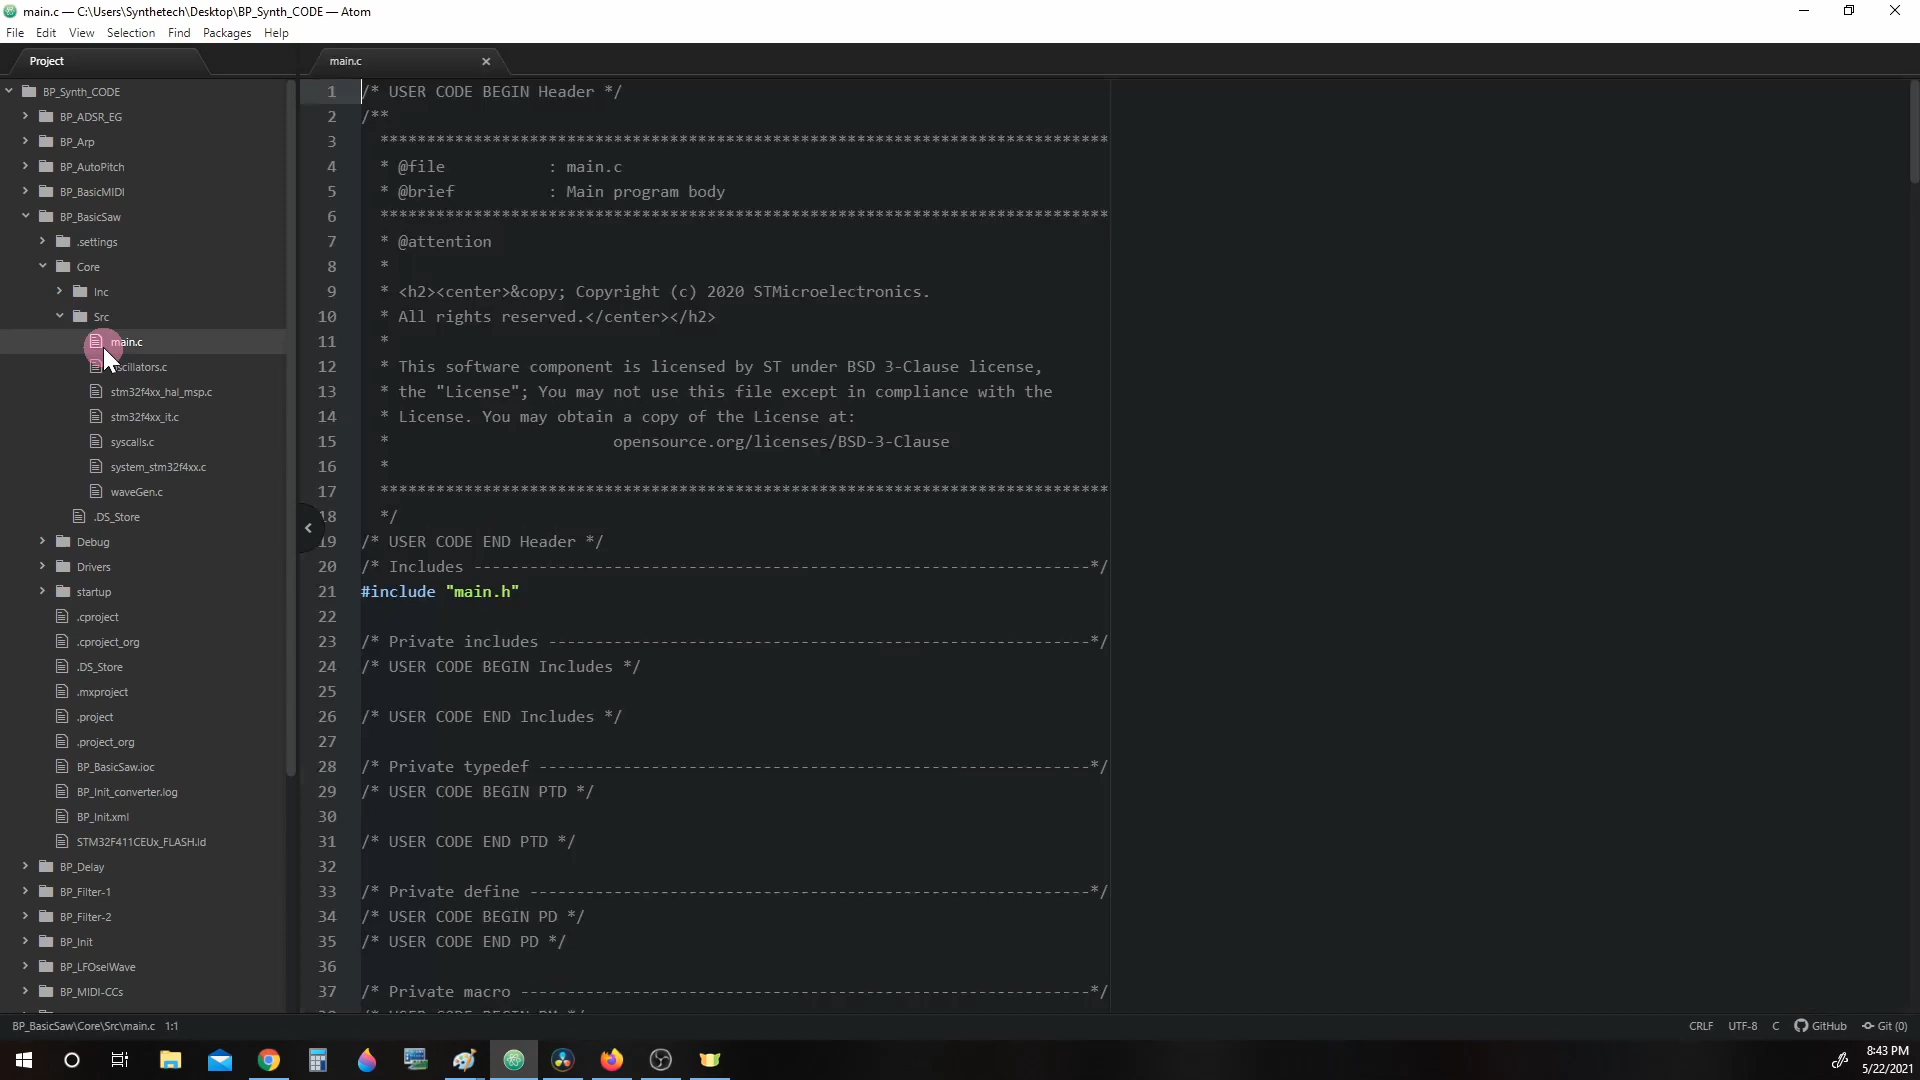 main.c — C:\Users\Synthetech\Desktop\BP_Synth_CODE — Atom
File Edit View Selection Find Packages Help
Project
BP_Synth_CODE
BP_ADSR_EG
BP_Arp
BP_AutoPitch
BP_BasicMIDI
BP_BasicSaw
.settings
Core
Inc
Src
main.c
scillators.c
stm32f4xx_hal_msp.c
stm32f4xx_it.c
syscalls.c
system_stm32f4xx.c
waveGen.c
.DS_Store
Debug
Drivers
startup
.cproject
.cproject_org
.DS_Store
.mxproject
.project
.project_org
BP_BasicSaw.ioc
BP_Init_converter.log
BP_Init.xml
STM32F411CEUx_FLASH.ld
BP_Delay
BP_Filter-1
BP_Filter-2
BP_Init
BP_LFOselWave
BP_MIDI-CCs
main.c
1 /* USER CODE BEGIN Header */
2 /**
3 ******************************************************************************
4 * @file : main.c
5 * @brief : Main program body
6 ******************************************************************************
7 * @attention
8 *
9 * <h2><center>&copy; Copyright (c) 2020 STMicroelectronics.
10 * All rights reserved.</center></h2>
11 *
12 * This software component is licensed by ST under BSD 3-Clause license,
13 * the "License"; You may not use this file except in compliance with the
14 * License. You may obtain a copy of the License at:
15 * opensource.org/licenses/BSD-3-Clause
16 *
17 ******************************************************************************
18 */
19 /* USER CODE END Header */
20 /* Includes ------------------------------------------------------------------*/
21 #include "main.h"
22
23 /* Private includes ----------------------------------------------------------*/
24 /* USER CODE BEGIN Includes */
25
26 /* USER CODE END Includes */
27
28 /* Private typedef -----------------------------------------------------------*/
29 /* USER CODE BEGIN PTD */
30
31 /* USER CODE END PTD */
32
33 /* Private define ------------------------------------------------------------*/
34 /* USER CODE BEGIN PD */
35 /* USER CODE END PD */
36
37 /* Private macro -------------------------------------------------------------*/
BP_BasicSaw\Core\Src\main.c 1:1
CRLF UTF-8 C GitHub Git (0)
8:43 PM
5/22/2021